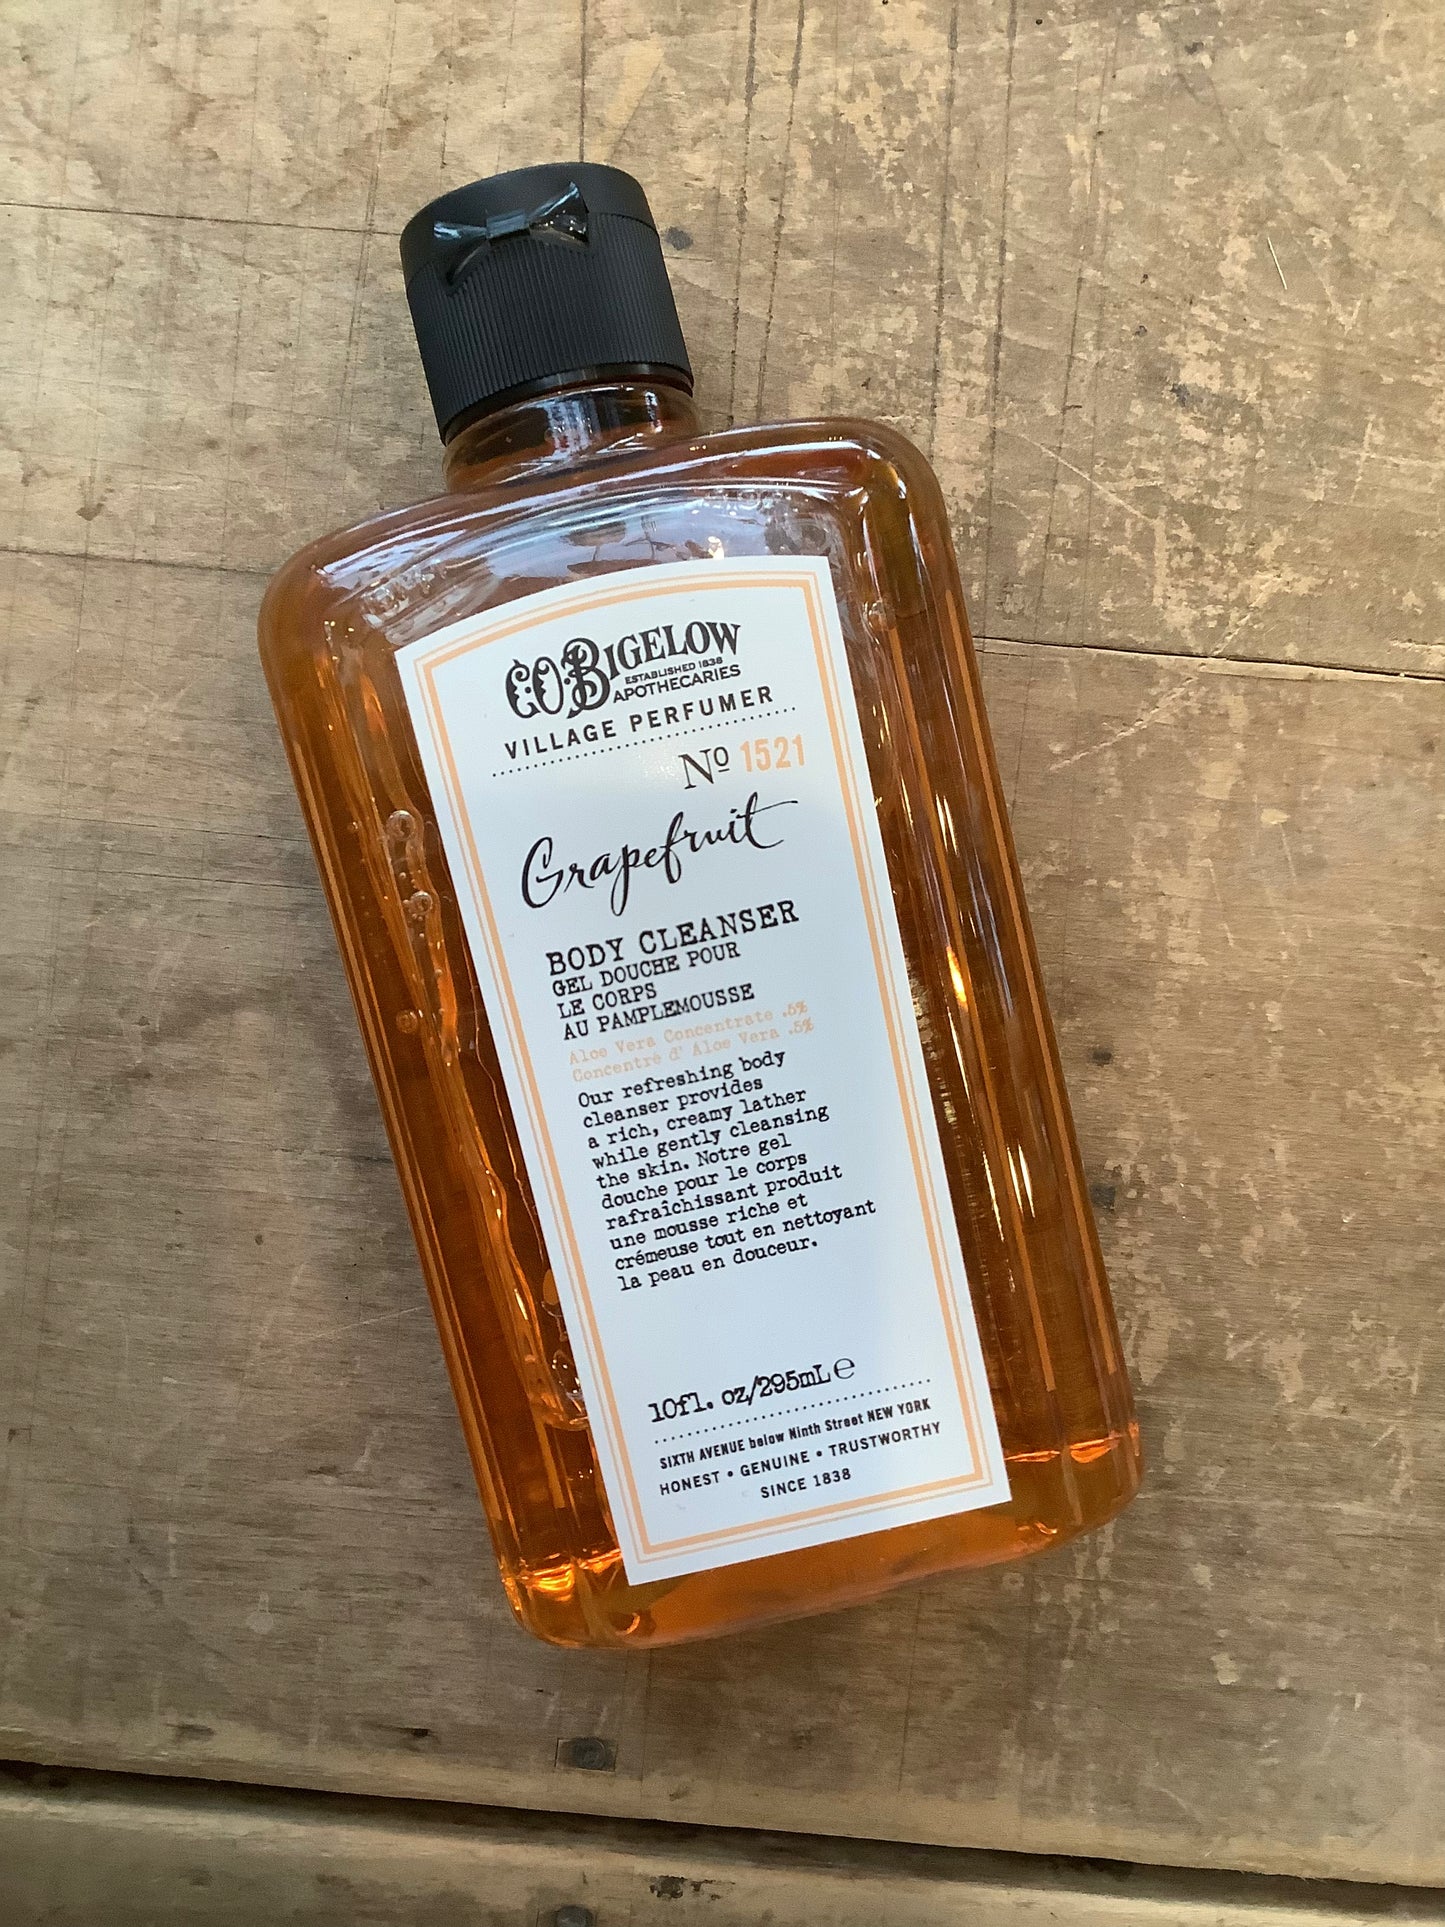 C.O. BIGELOW
ESTABLISHED 1838
APOTHECARIES
VILLAGE PERFUMER
Nº 1521
Grapefruit
BODY CLEANSER
GEL DOUCHE POUR
LE CORPS
AU PAMPLEMOUSSE
Aloe Vera Concentrate .5%
Concentré d' Aloe Vera .5%
Our refreshing body
cleanser provides
a rich, creamy lather
while gently cleansing
the skin. Notre gel
douche pour le corps
rafraîchissant produit
une mousse riche et
crémeuse tout en nettoyant
la peau en douceur.
10fl. oz/295mL ℮
SIXTH AVENUE below Ninth Street NEW YORK
HONEST • GENUINE • TRUSTWORTHY
SINCE 1838